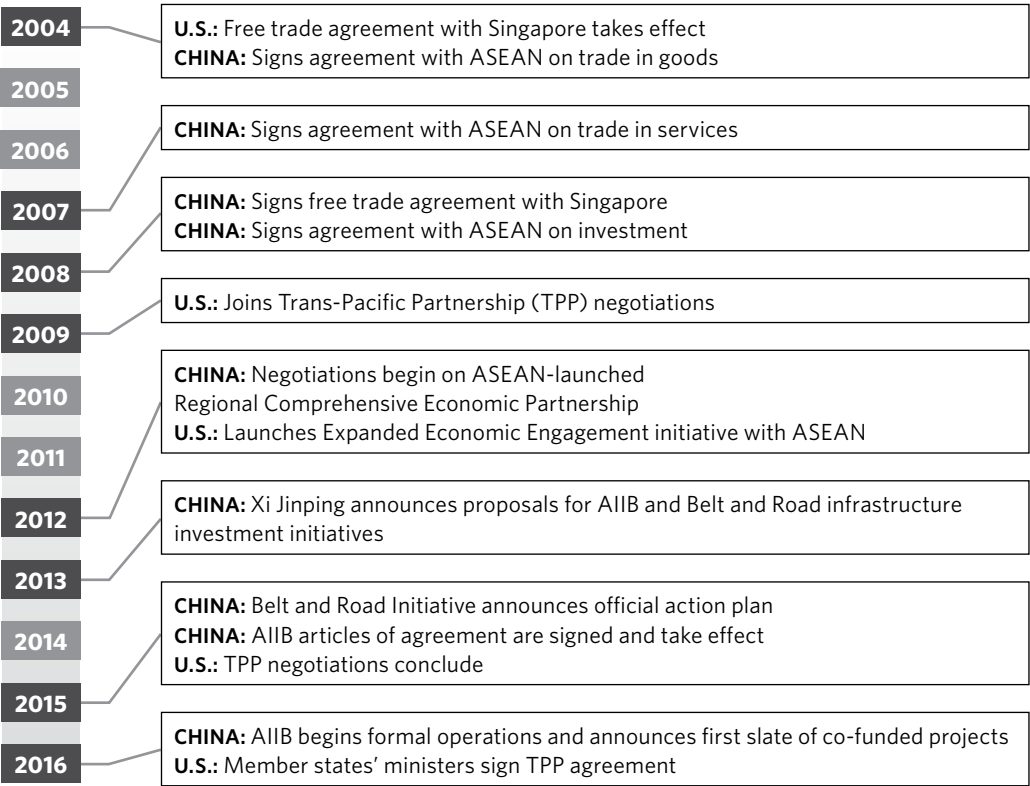 2004
U.S.: Free trade agreement with Singapore takes effect
CHINA: Signs agreement with ASEAN on trade in goods
2005
2006
CHINA: Signs agreement with ASEAN on trade in services
2007
CHINA: Signs free trade agreement with Singapore
CHINA: Signs agreement with ASEAN on investment
2008
U.S.: Joins Trans-Pacific Partnership (TPP) negotiations
2009
2010
2011
CHINA: Negotiations begin on ASEAN-launched
Regional Comprehensive Economic Partnership
U.S.: Launches Expanded Economic Engagement initiative with ASEAN
2012
CHINA: Xi Jinping announces proposals for AIIB and Belt and Road infrastructure
investment initiatives
2013
2014
CHINA: Belt and Road Initiative announces official action plan
CHINA: AIIB articles of agreement are signed and take effect
U.S.: TPP negotiations conclude
2015
CHINA: AIIB begins formal operations and announces first slate of co-funded projects
U.S.: Member states’ ministers sign TPP agreement
2016